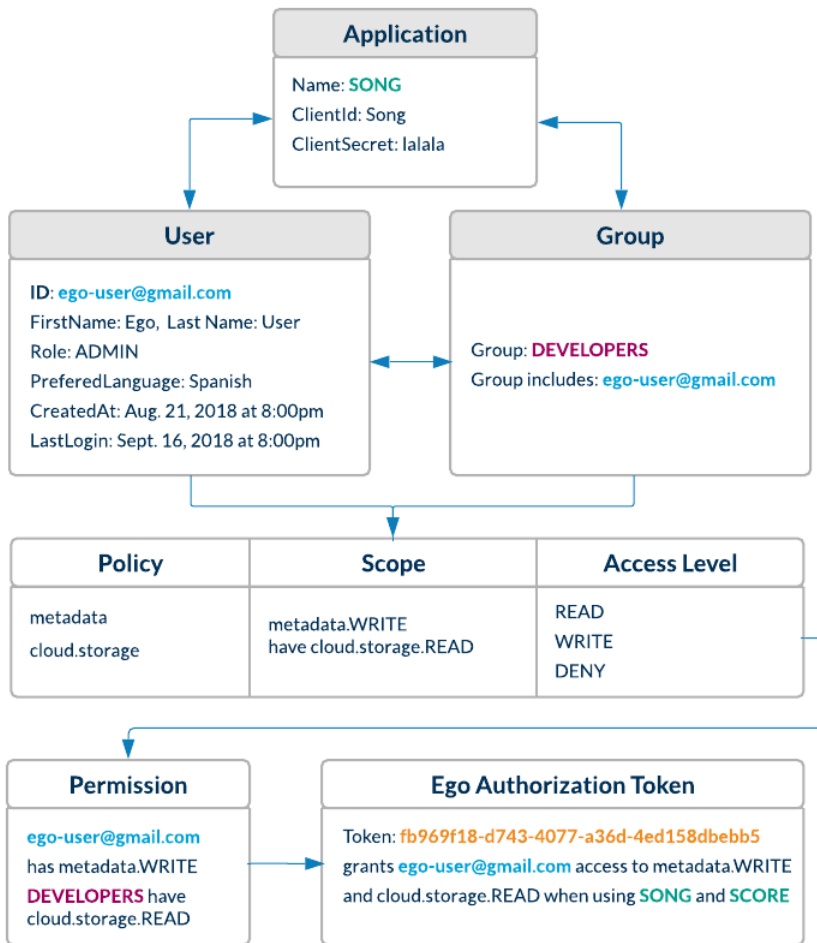 Application
Name: SONG
ClientId: Song
ClientSecret: lalala
User
ID: ego-user@gmail.com
FirstName: Ego, Last Name: User
Role: ADMIN
PreferedLanguage: Spanish
CreatedAt: Aug. 21, 2018 at 8:00pm
LastLogin: Sept. 16, 2018 at 8:00pm
Group
Group: DEVELOPERS
Group includes: ego-user@gmail.com
Policy
metadata
cloud.storage
Scope
metadata.WRITE
have cloud.storage.READ
Access Level
READ
WRITE
DENY
Permission
ego-user@gmail.com
has metadata.WRITE
DEVELOPERS have
cloud.storage.READ
Ego Authorization Token
Token: fb969f18-d743-4077-a36d-4ed158dbebb5
grants ego-user@gmail.com access to metadata.WRITE
and cloud.storage.READ when using SONG and SCORE